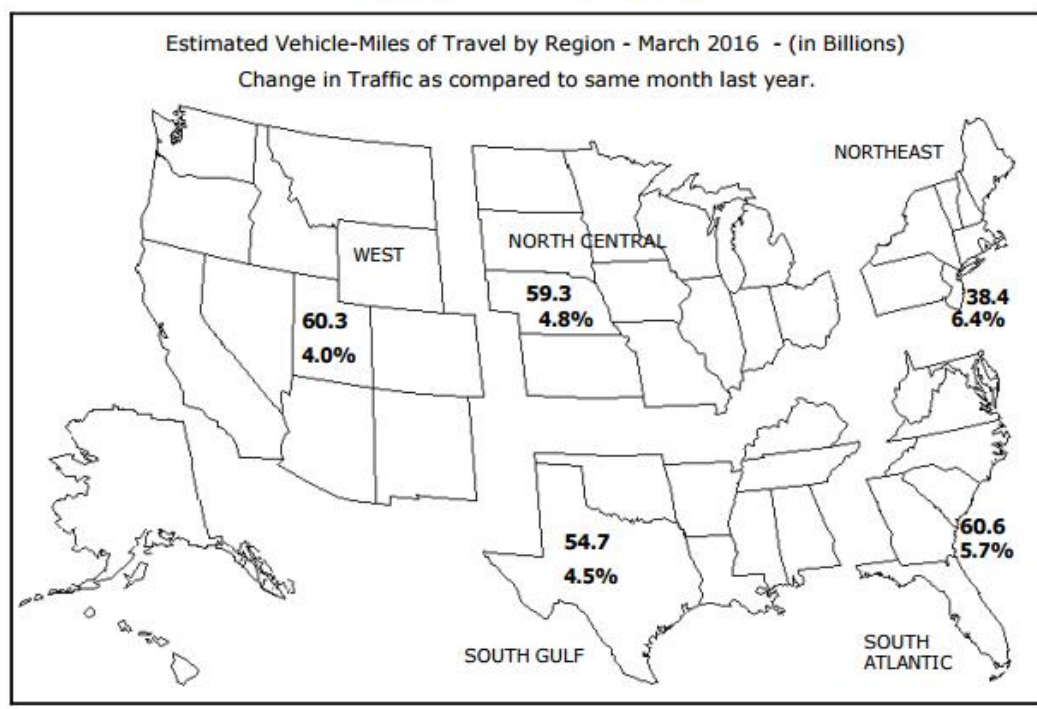 Estimated Vehicle-Miles of Travel by Region - March 2016 - (in Billions)
Change in Traffic as compared to same month last year.
NORTHEAST
38.4
6.4%
WEST
60.3
4.0%
NORTH CENTRAL
59.3
4.8%
SOUTH GULF
54.7
4.5%
SOUTH
ATLANTIC
60.6
5.7%